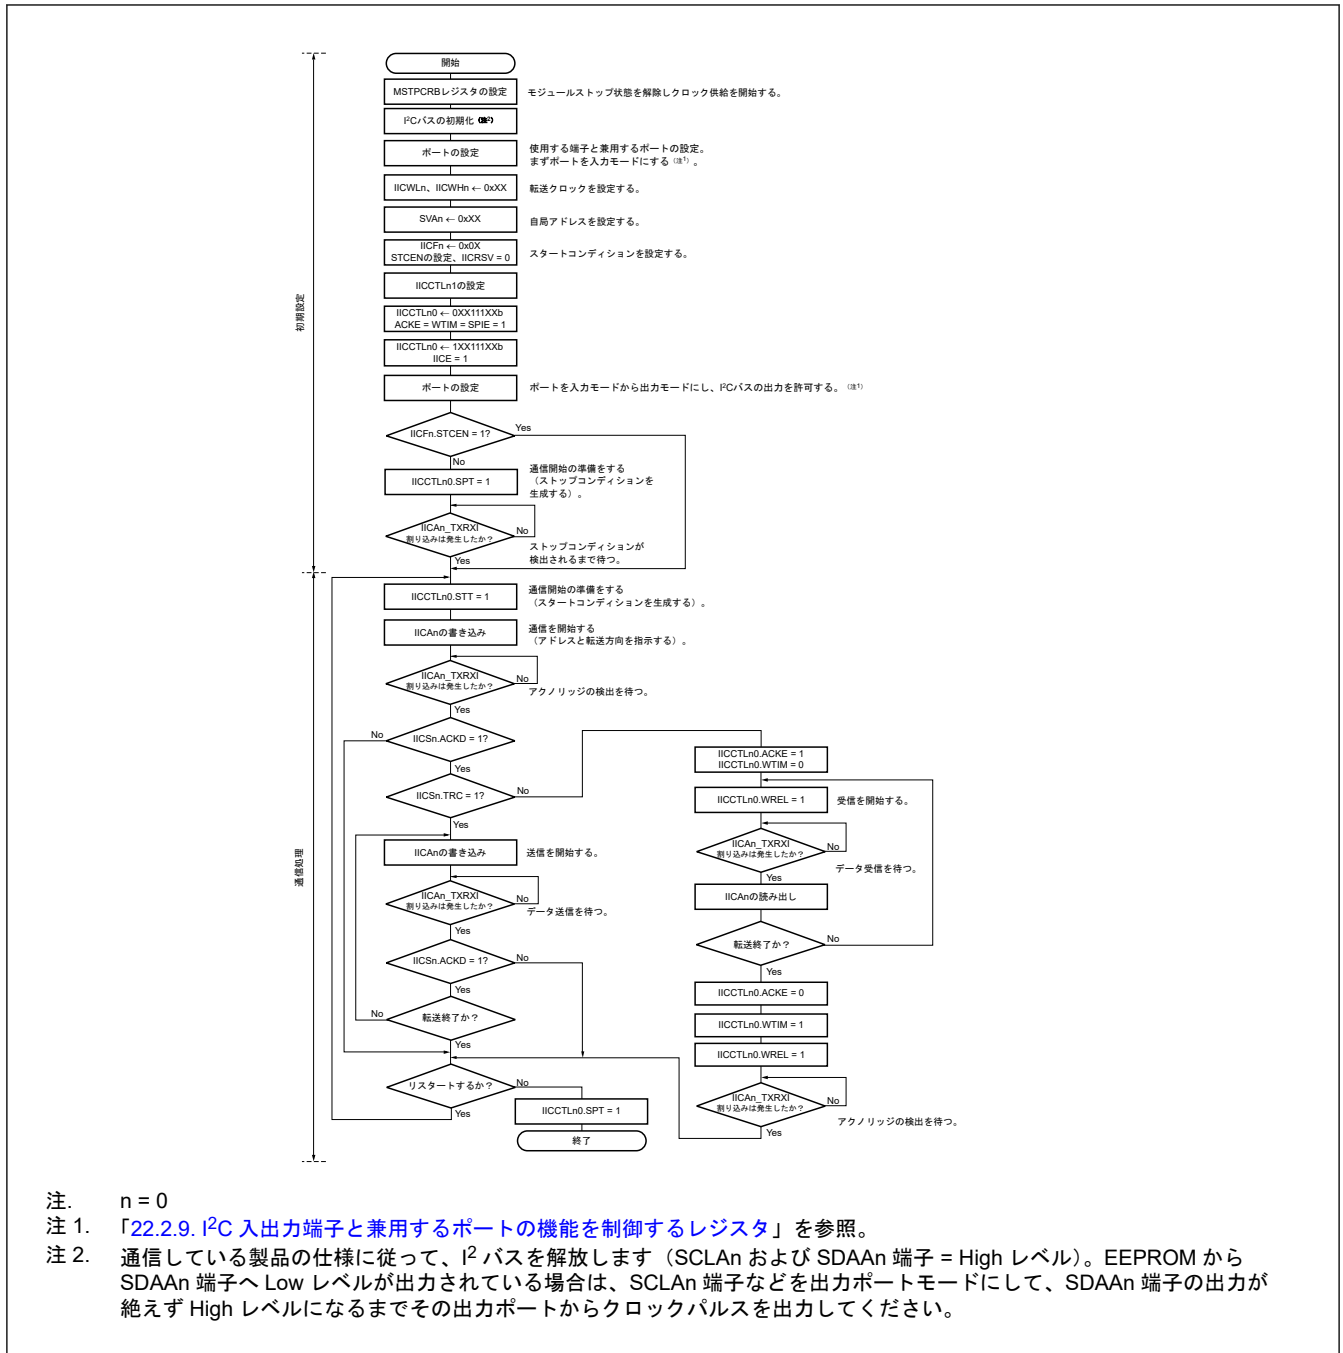 開始
MSTPCRBレジスタの設定
モジュールストップ状態を解除しクロック供給を開始する。
I²Cバスの初期化 (注2)
ポートの設定
使用する端子と兼用するポートの設定。
まずポートを入力モードにする (注1)。
IICWLn、IICWHn ← 0xXX
転送クロックを設定する。
SVAn ← 0xXX
自局アドレスを設定する。
IICFn ← 0x0X
STCENの設定、IICRSV = 0
スタートコンディションを設定する。
IICCTLn1の設定
IICCTLn0 ← 0XX111XXb
ACKE = WTIM = SPIE = 1
IICCTLn0 ← 1XX111XXb
IICE = 1
ポートの設定
ポートを入力モードから出力モードにし、I²Cバスの出力を許可する。(注1)
初期設定
IICFn.STCEN = 1?
Yes
No
IICCTLn0.SPT = 1
通信開始の準備をする
(ストップコンディションを
生成する)。
IICAn_TXRXI
割り込みは発生したか?
No
ストップコンディションが
検出されるまで待つ。
Yes
通信処理
IICCTLn0.STT = 1
通信開始の準備をする
(スタートコンディションを生成する)。
IICAnの書き込み
通信を開始する
(アドレスと転送方向を指示する)。
IICAn_TXRXI
割り込みは発生したか?
No
アクノリッジの検出を待つ。
Yes
No
IICSn.ACKD = 1?
Yes
IICSn.TRC = 1?
No
Yes
IICAnの書き込み
送信を開始する。
IICAn_TXRXI
割り込みは発生したか?
No
データ送信を待つ。
Yes
IICSn.ACKD = 1?
No
Yes
No
転送終了か?
Yes
リスタートするか?
No
Yes
IICCTLn0.SPT = 1
終了
IICCTLn0.ACKE = 1
IICCTLn0.WTIM = 0
IICCTLn0.WREL = 1
受信を開始する。
IICAn_TXRXI
割り込みは発生したか?
No
データ受信を待つ。
Yes
IICAnの読み出し
転送終了か?
No
Yes
IICCTLn0.ACKE = 0
IICCTLn0.WTIM = 1
IICCTLn0.WREL = 1
IICAn_TXRXI
割り込みは発生したか?
No
アクノリッジの検出を待つ。
Yes
注. n = 0
注 1. 「22.2.9. I²C 入出力端子と兼用するポートの機能を制御するレジスタ」を参照。
注 2. 通信している製品の仕様に従って、I² バスを解放します(SCLAn および SDAAn 端子 = High レベル)。EEPROM から
SDAAn 端子へ Low レベルが出力されている場合は、SCLAn 端子などを出力ポートモードにして、SDAAn 端子の出力が
絶えず High レベルになるまでその出力ポートからクロックパルスを出力してください。